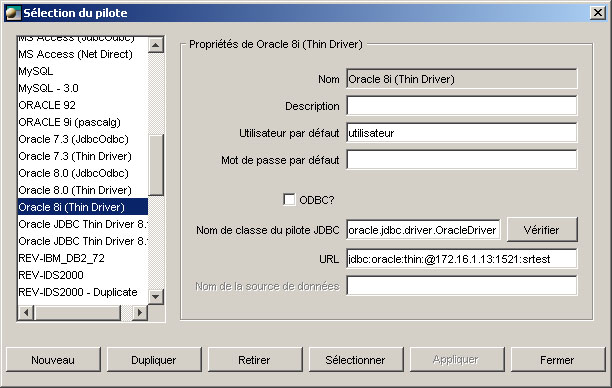 Sélection du pilote
MS Access (JdbcOdbc)
MS Access (Net Direct)
MySQL
MySQL - 3.0
ORACLE 92
ORACLE 9i (pascalg)
Oracle 7.3 (JdbcOdbc)
Oracle 7.3 (Thin Driver)
Oracle 8.0 (JdbcOdbc)
Oracle 8.0 (Thin Driver)
Oracle 8i (Thin Driver)
Oracle JDBC Thin Driver 8.
Oracle JDBC Thin Driver 8.
REV-IBM_DB2_72
REV-IDS2000
REV-IDS2000 - Duplicate
Propriétés de Oracle 8i (Thin Driver)
Nom Oracle 8i (Thin Driver)
Description
Utilisateur par défaut utilisateur
Mot de passe par défaut
ODBC?
Nom de classe du pilote JDBC oracle.jdbc.driver.OracleDriver Vérifier
URL jdbc:oracle:thin:@172.16.1.13:1521:srtest
Nom de la source de données
Nouveau Dupliquer Retirer Sélectionner Appliquer Fermer